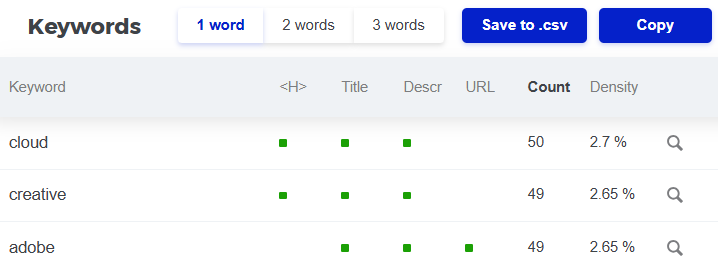 Keywords 1 word 2 words 3 words Save to .csv Copy
Keyword <H> Title Descr URL Count Density
cloud 50 2.7 %
creative 49 2.65 %
adobe 49 2.65 %